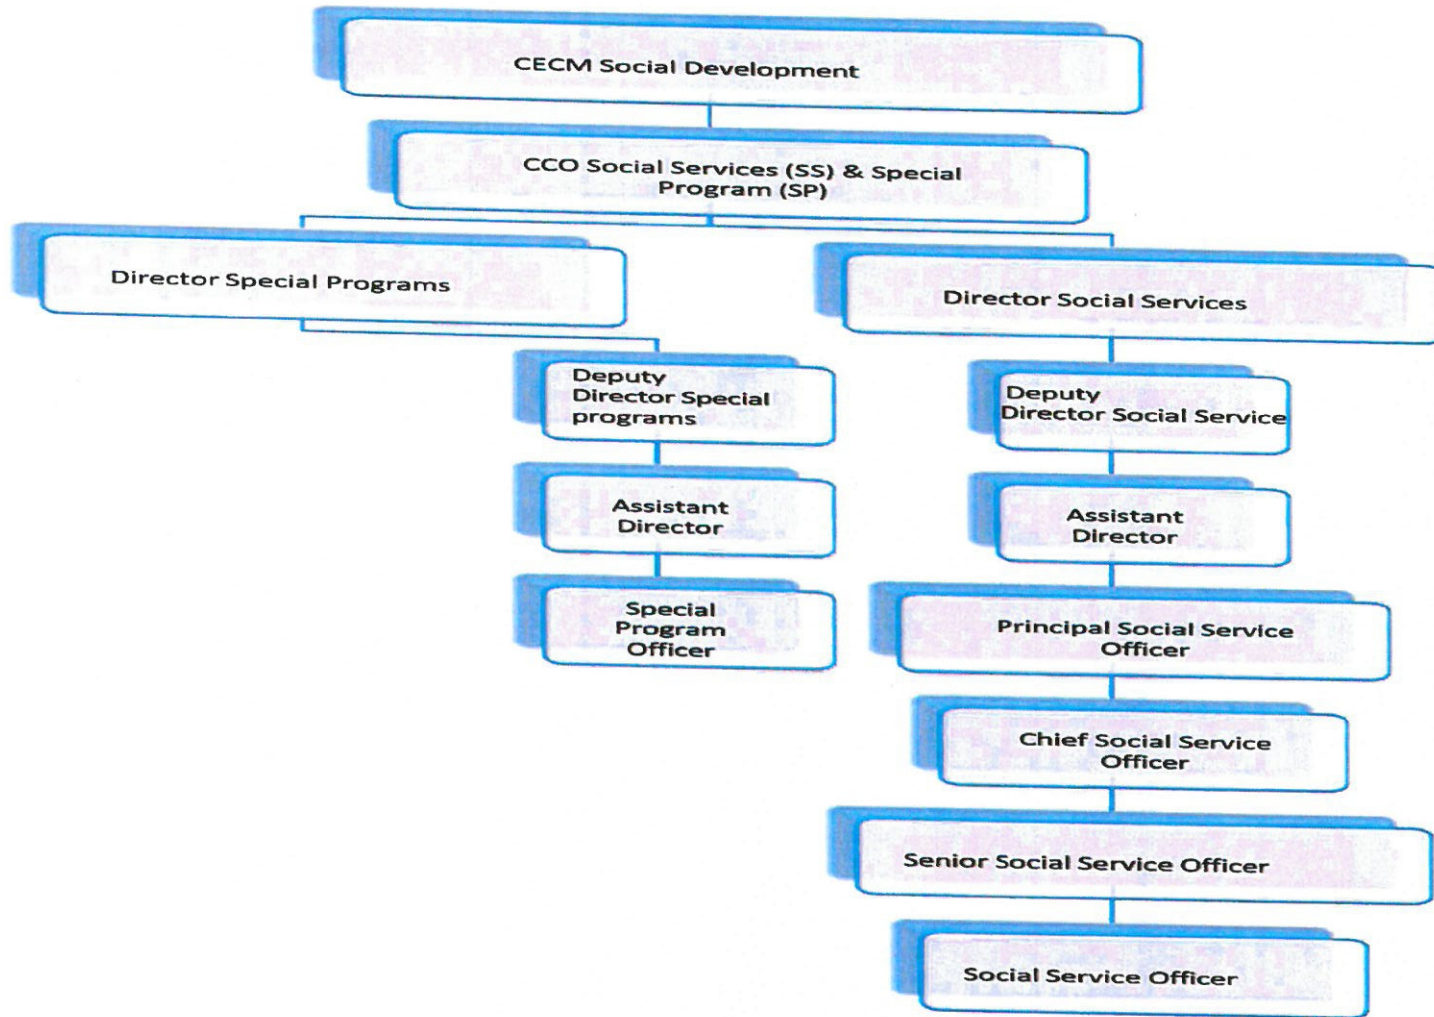 CECM Social Development
CCO Social Services (SS) & Special
Program (SP)
Director Special Programs
Director Social Services
Deputy
Director Special
programs
Deputy
Director Social Service
Assistant
Director
Assistant
Director
Special
Program
Officer
Principal Social Service
Officer
Chief Social Service
Officer
Senior Social Service Officer
Social Service Officer